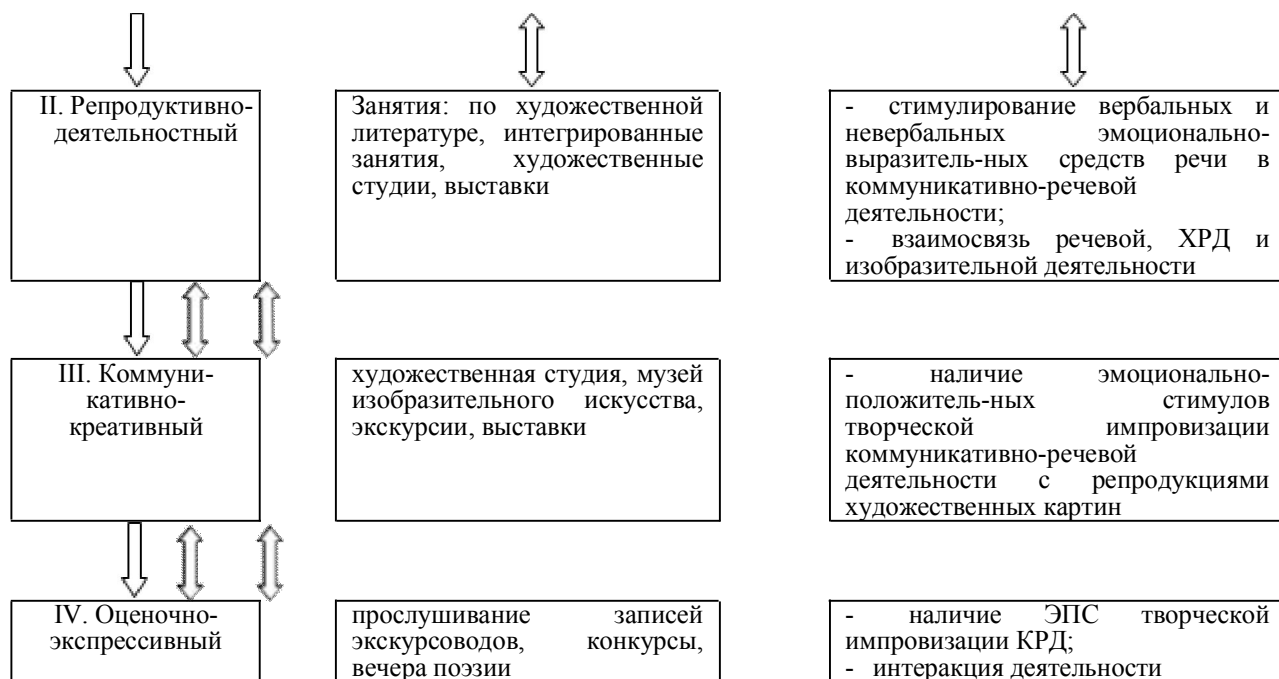 II. Репродуктивно-
деятельностный
Занятия: по художественной
литературе, интегрированные
занятия, художественные
студии, выставки
- стимулирование вербальных и
невербальных эмоционально-
выразитель-ных средств речи в
коммуникативно-речевой
деятельности;
- взаимосвязь речевой, ХРД и
изобразительной деятельности
III. Коммуни-
кативно-
креативный
художественная студия, музей
изобразительного искусства,
экскурсии, выставки
- наличие эмоционально-
положитель-ных стимулов
творческой импровизации
коммуникативно-речевой
деятельности с репродукциями
художественных картин
IV. Оценочно-
экспрессивный
прослушивание записей
экскурсоводов, конкурсы,
вечера поэзии
- наличие ЭПС творческой
импровизации КРД;
- интеракция деятельности